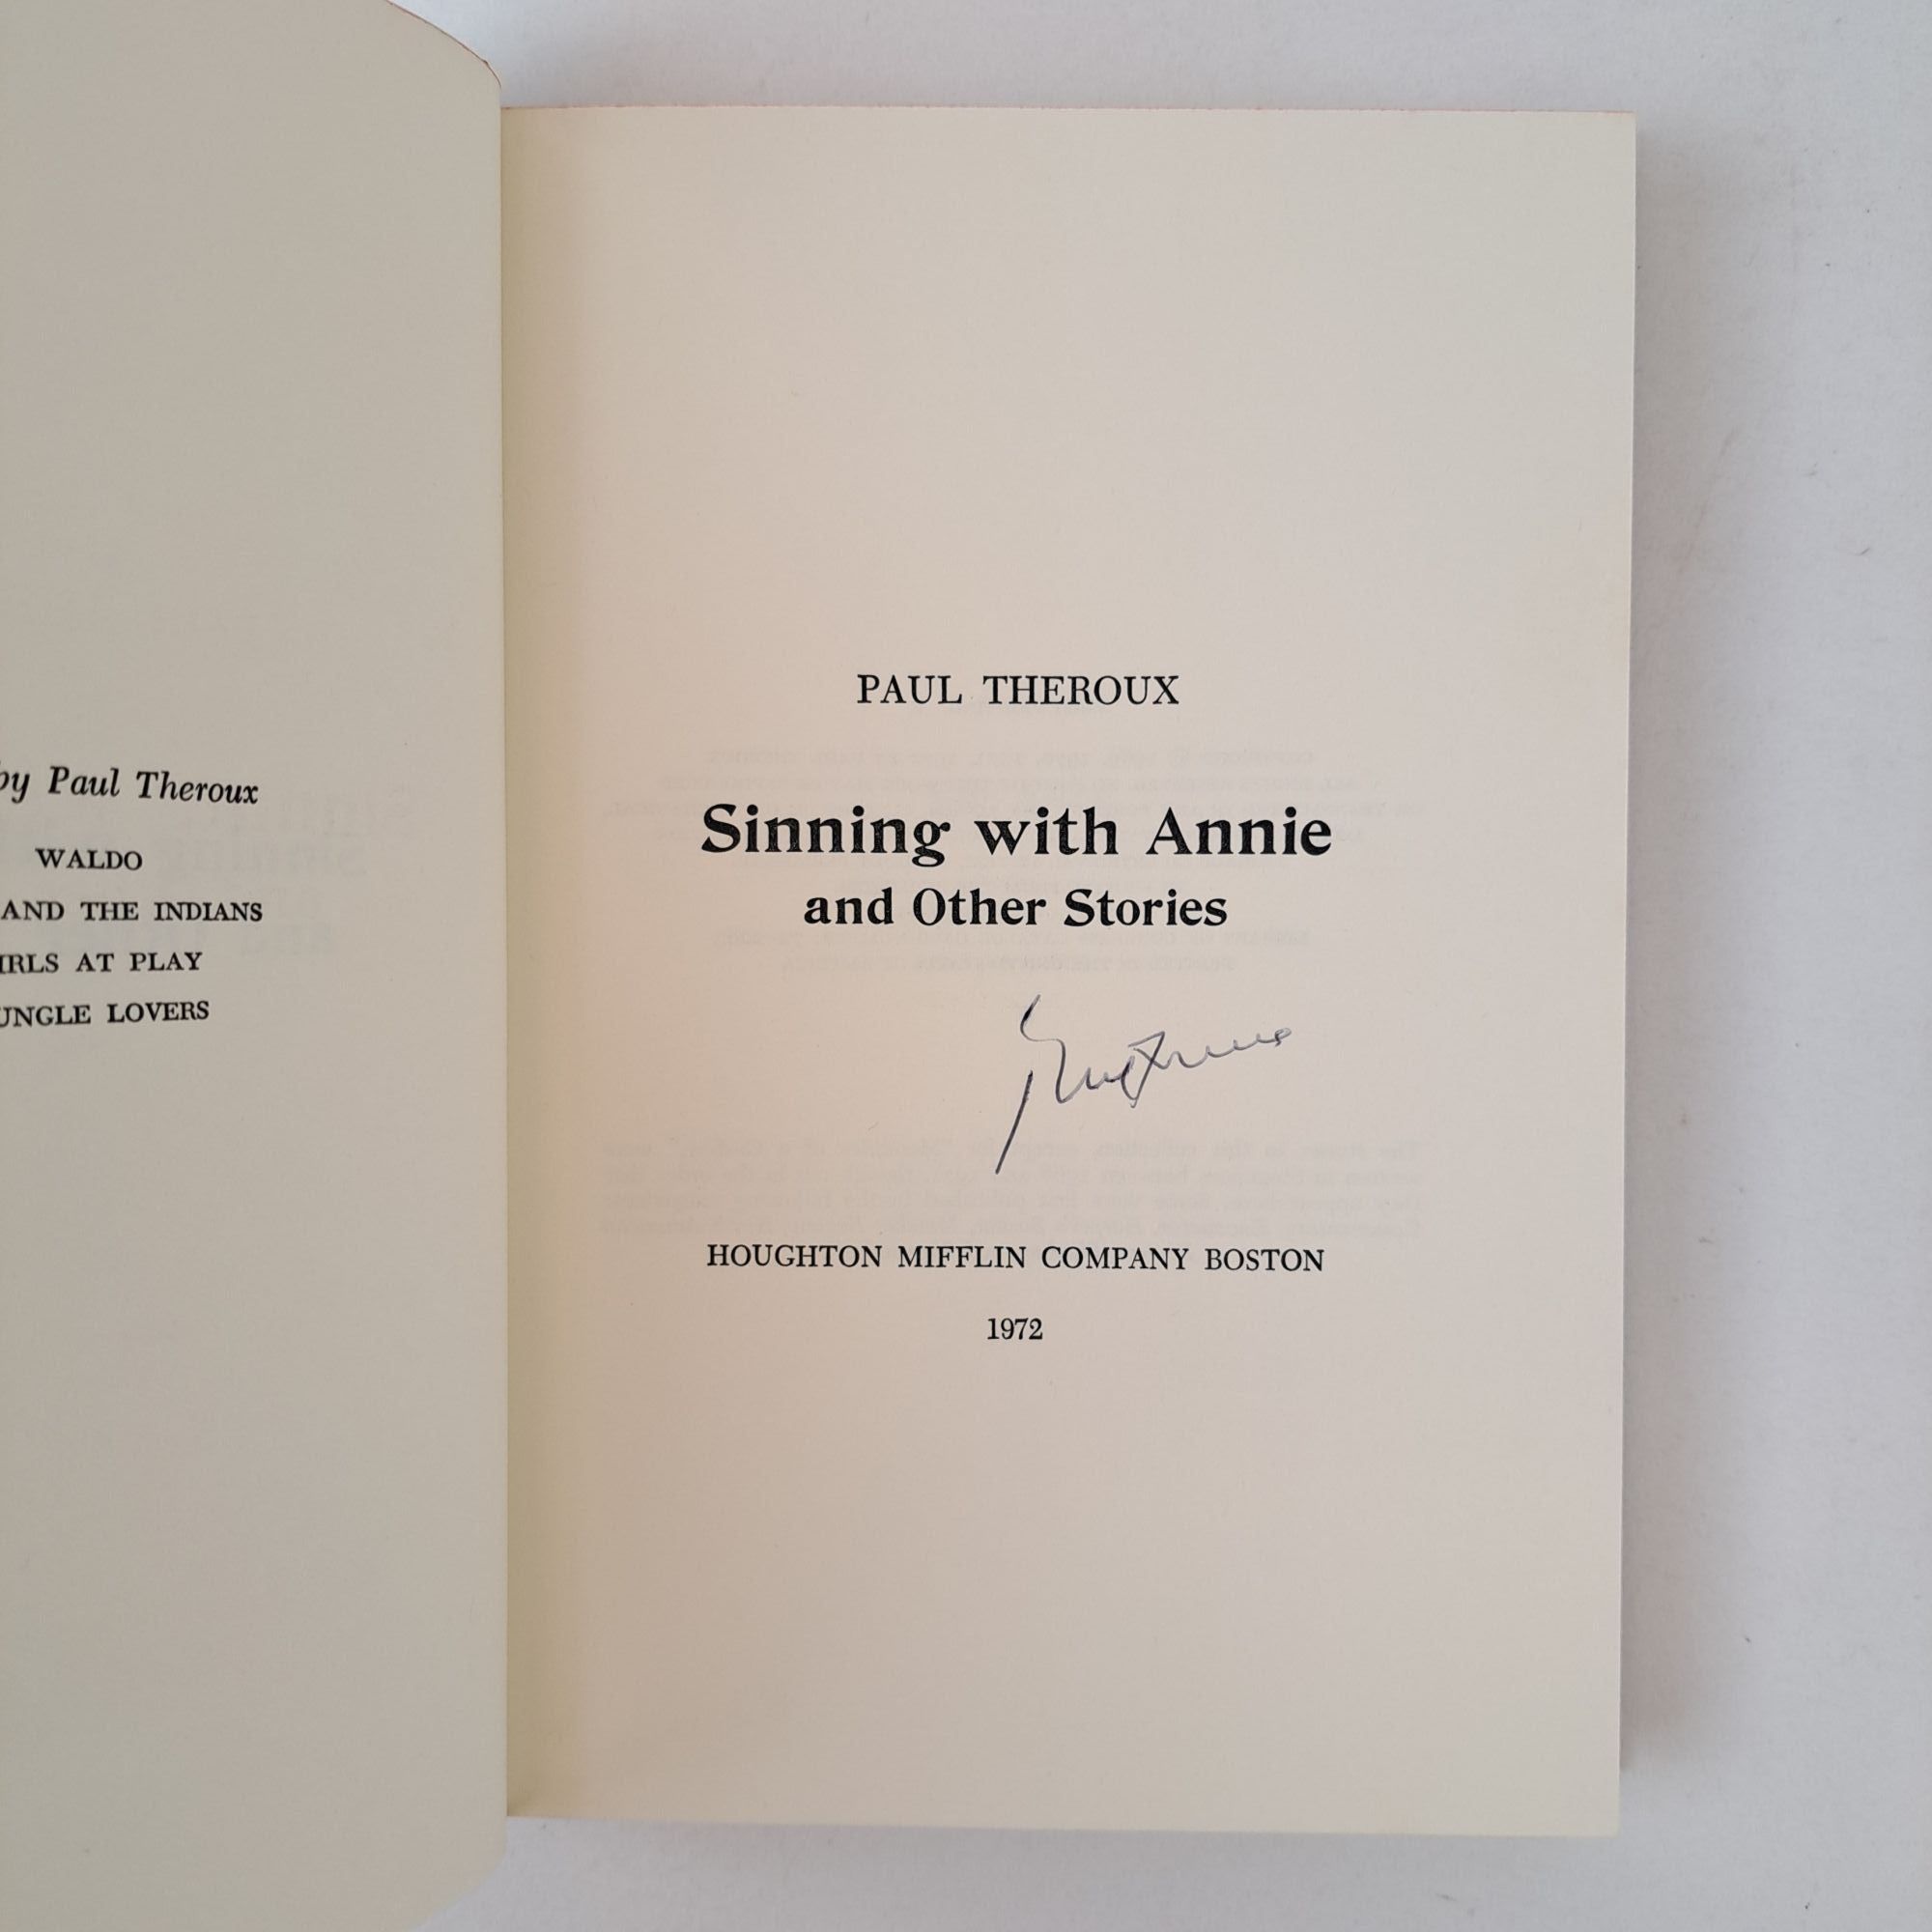 by Paul Theroux
WALDO
AND THE INDIANS
IRLS AT PLAY
UNGLE LOVERS
PAUL THEROUX
Sinning with Annie
and Other Stories
HOUGHTON MIFFLIN COMPANY BOSTON
1972